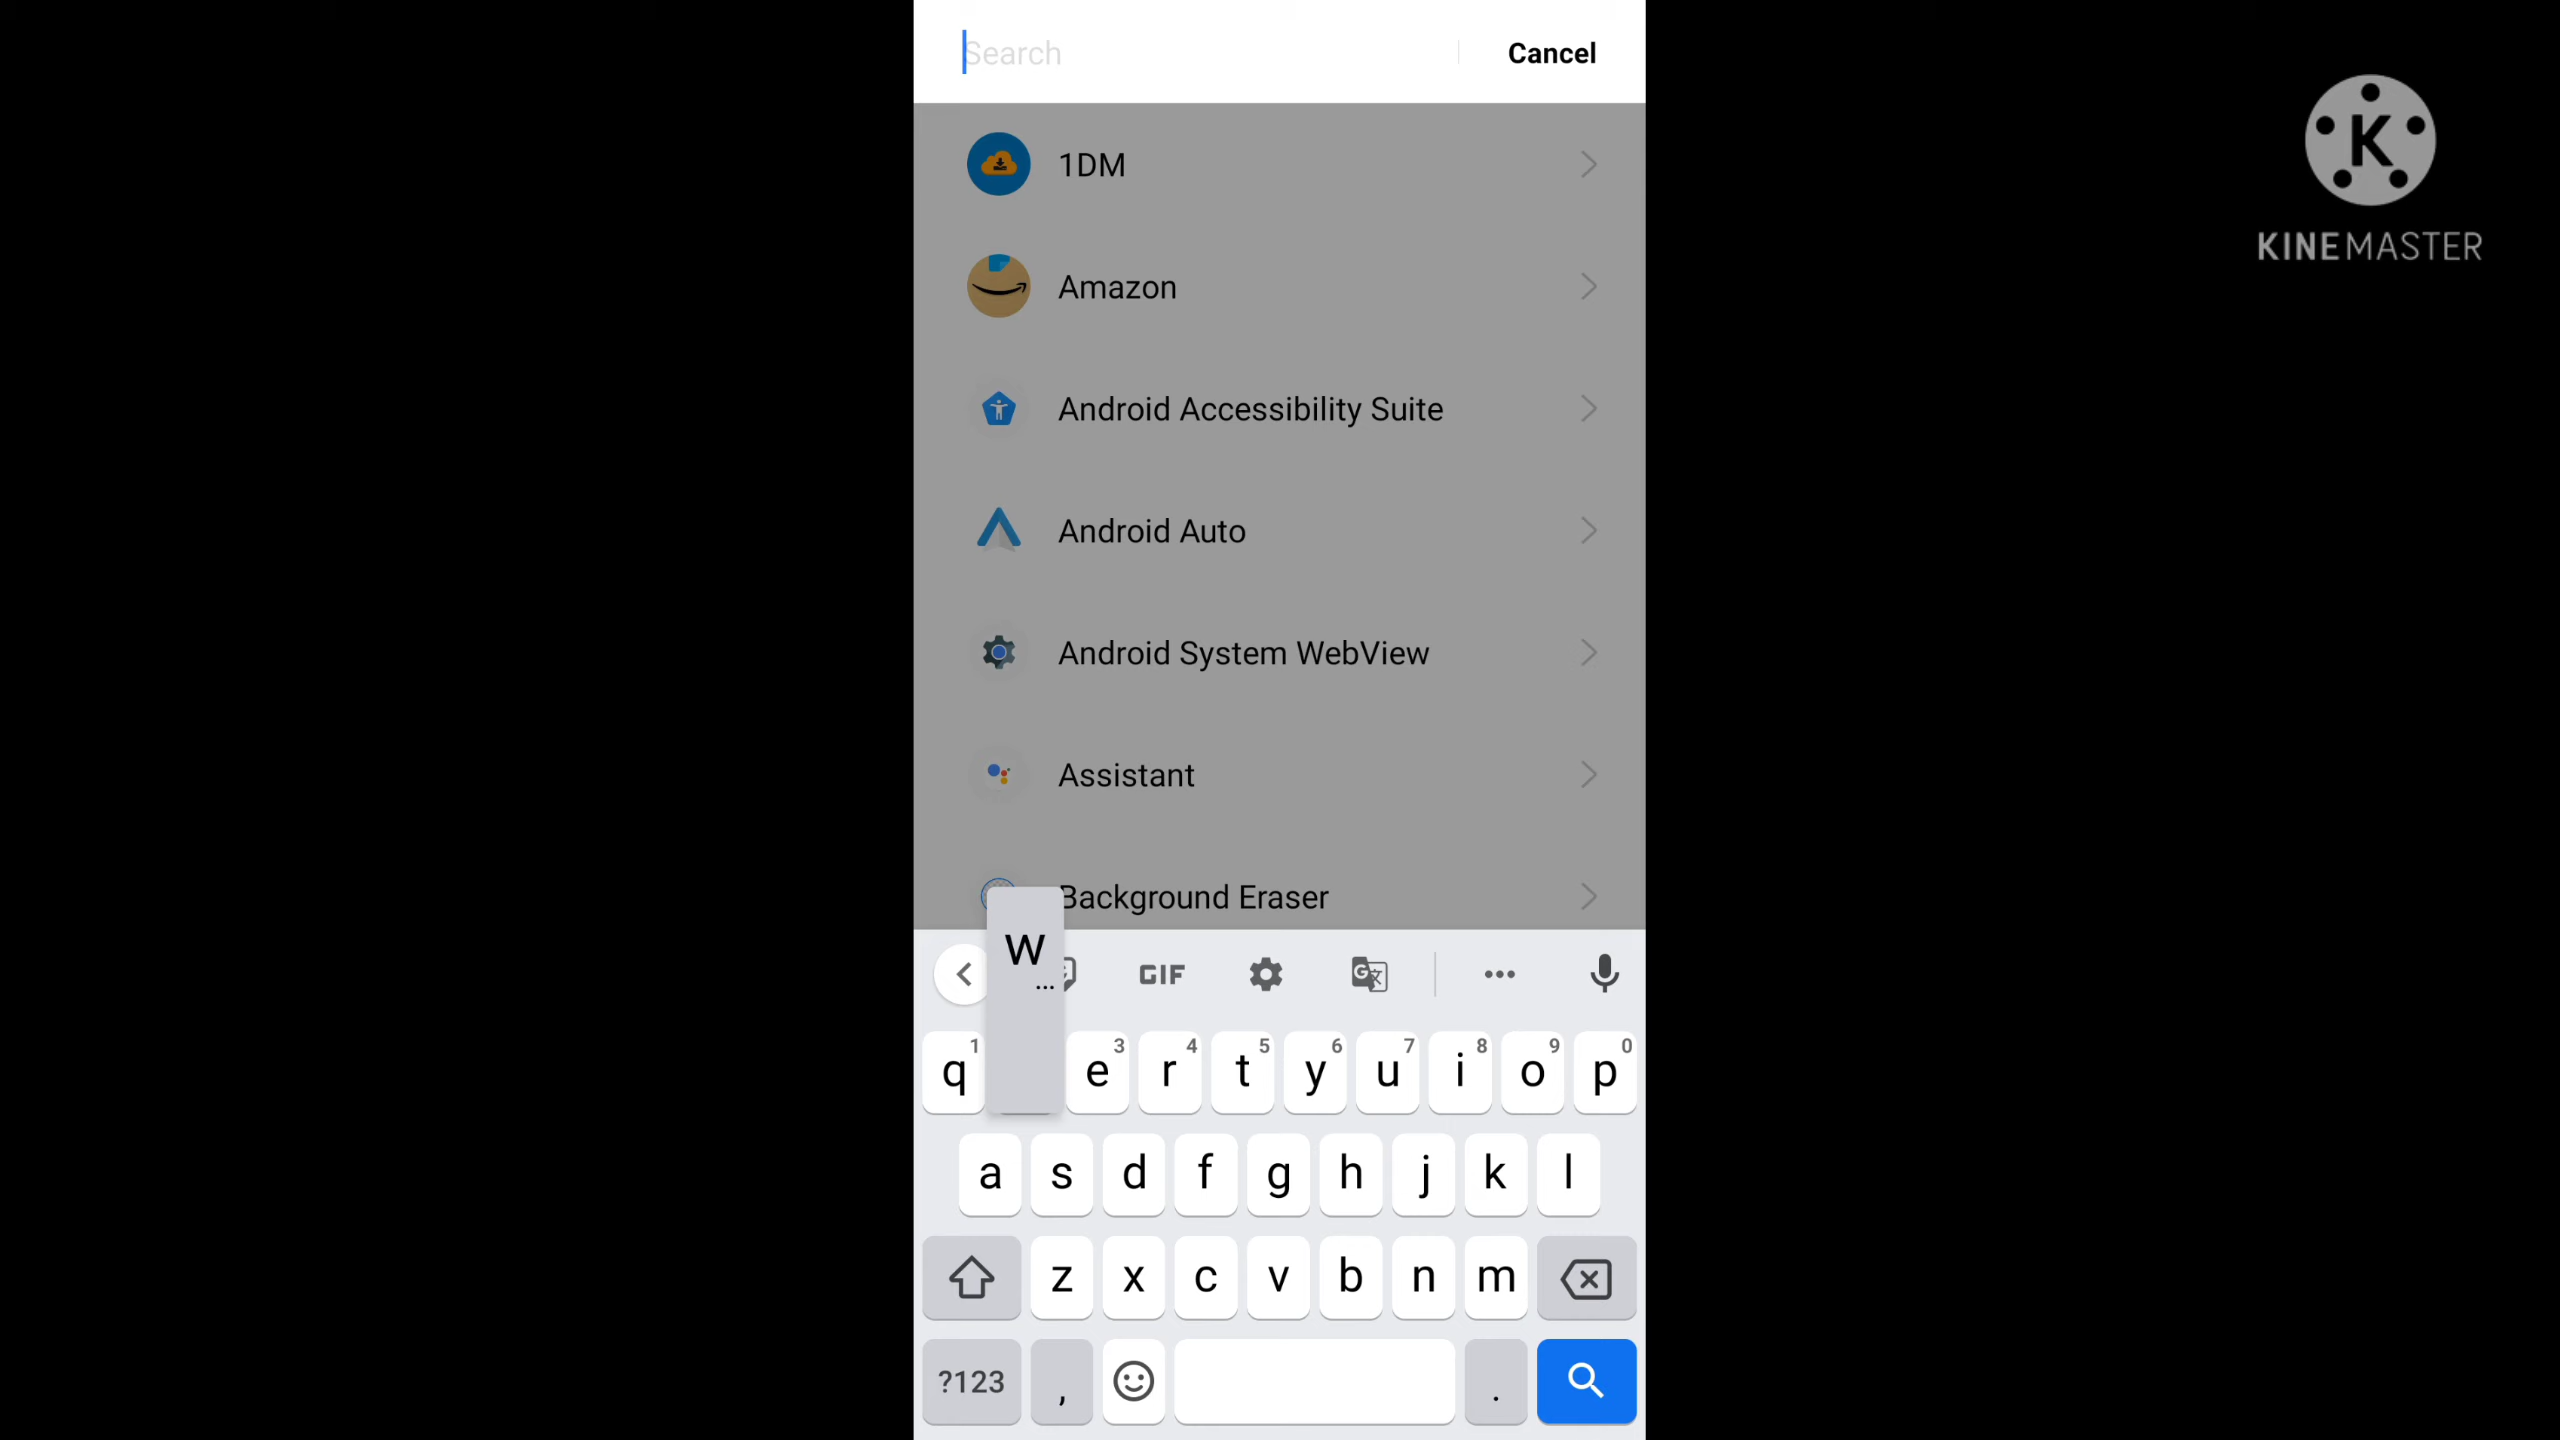 Search
Cancel
K
KINEMASTER
1DM
Amazon
Android Accessibility Suite
Android Auto
Android System WebView
Assistant
Background Eraser
w
...
GIF
G
q 1 e 3 r 4 t 5 y 6 u 7 i 8 o 9 p 0
a s d f g h j k l
z x c v b n m
?123 , .